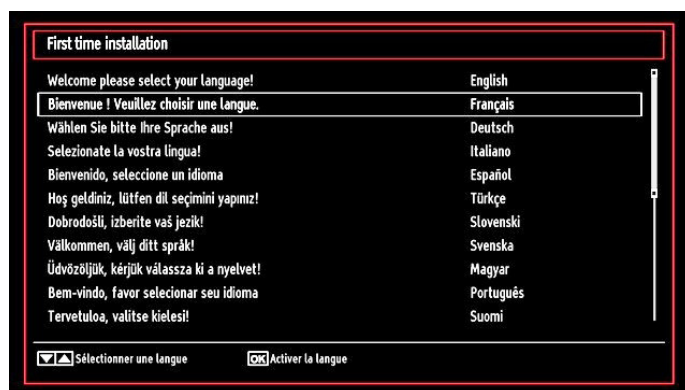 First time installation
Welcome please select your language! English
Bienvenue ! Veuillez choisir une langue. Français
Wählen Sie bitte Ihre Sprache aus! Deutsch
Selezionate la vostra lingua! Italiano
Bienvenido, seleccione un idioma Español
Hoş geldiniz, lütfen dil seçimini yapınız! Türkçe
Dobrodošli, izberite vaš jezik! Slovenski
Välkommen, välj ditt språk! Svenska
Üdvözöljük, kérjük válassza ki a nyelvet! Magyar
Bem-vindo, favor selecionar seu idioma Português
Tervetuloa, valitse kielesi! Suomi
Sélectionner une langue OK Activer la langue